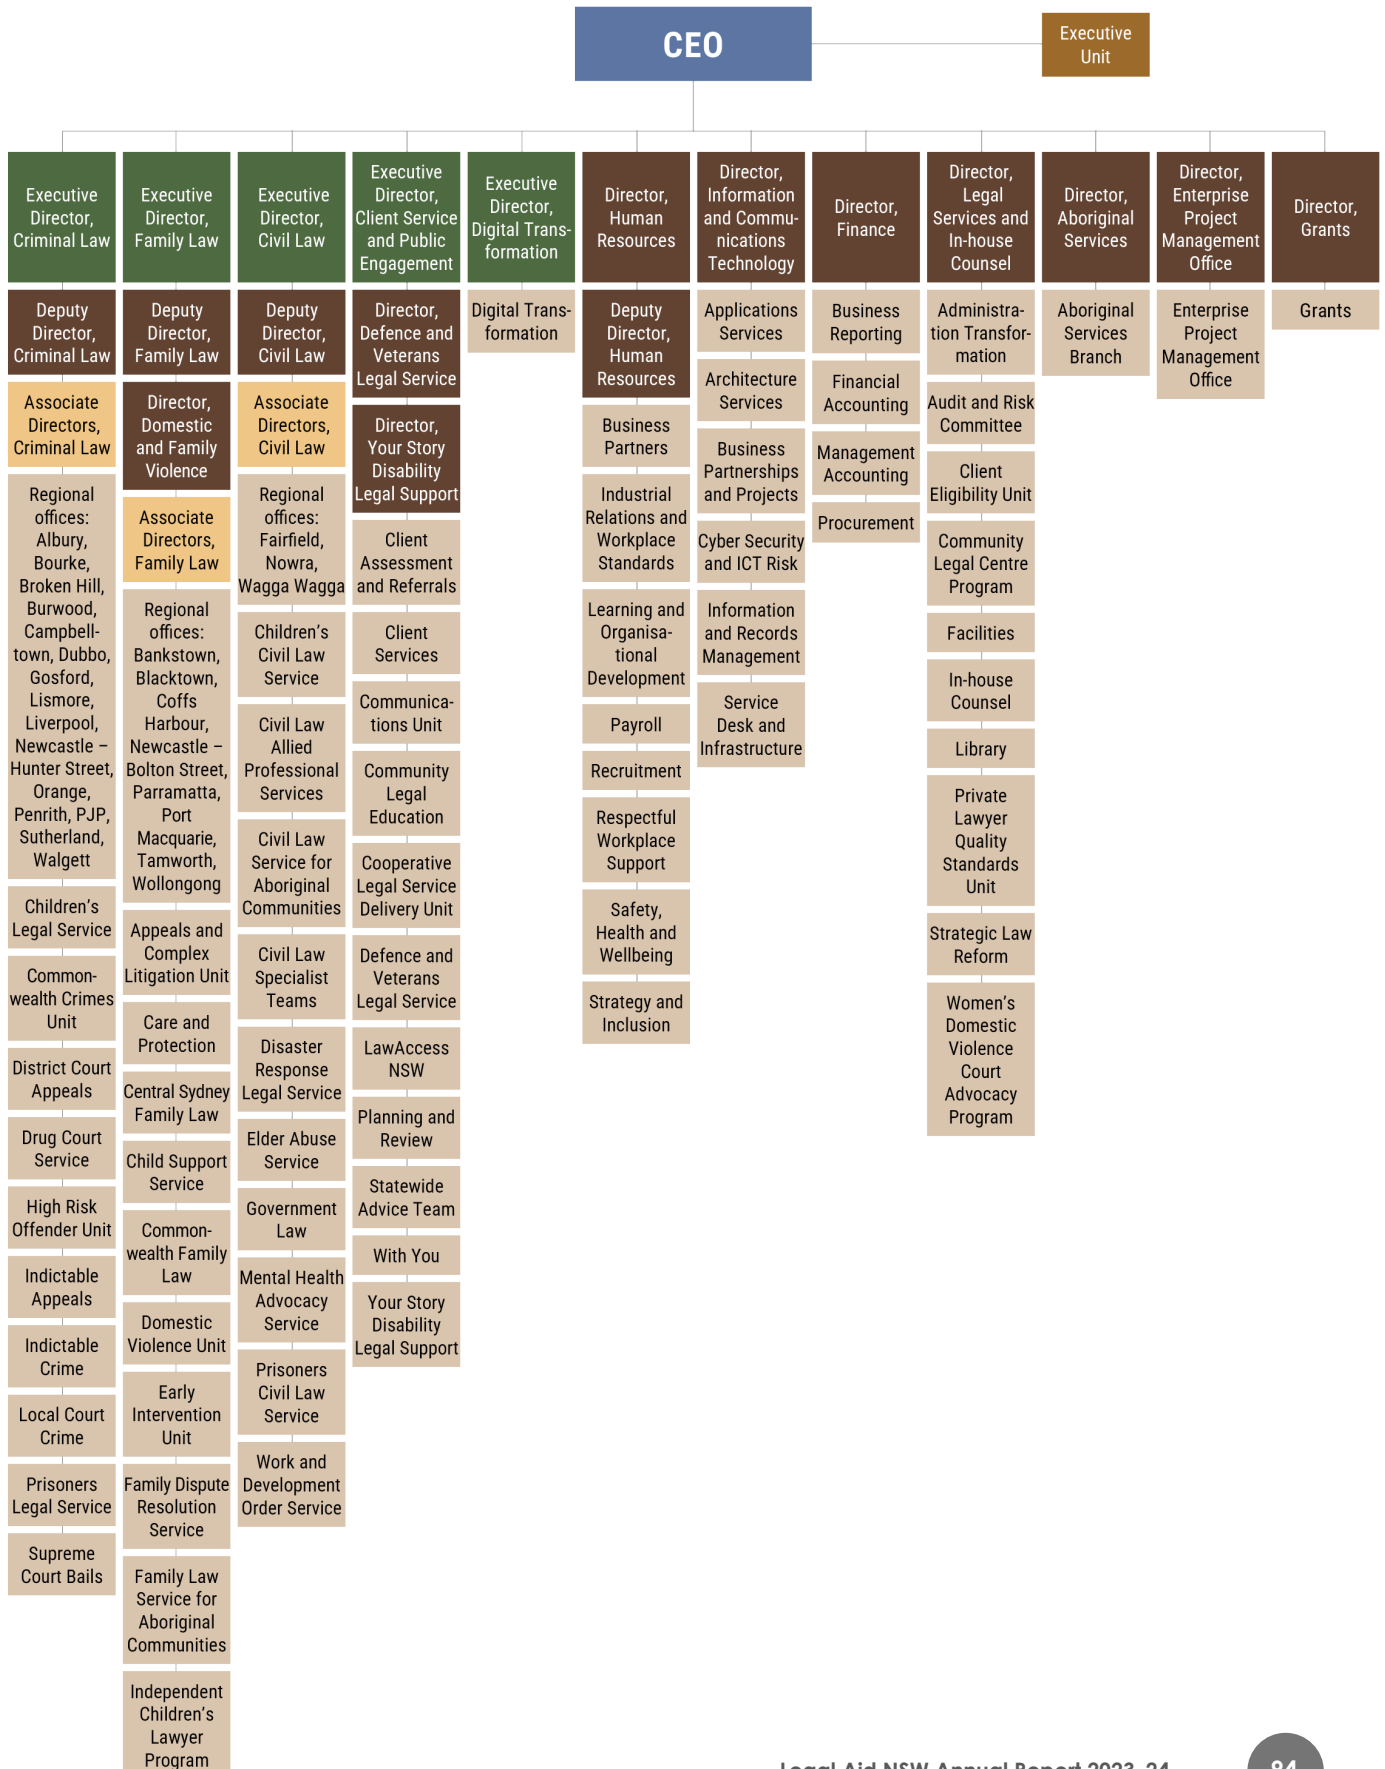 CEO
Executive
Unit
Executive
Director,
Criminal Law
Deputy
Director,
Criminal Law
Associate
Directors,
Criminal Law
Regional
offices:
Albury,
Bourke,
Broken Hill,
Burwood,
Campbell-
town, Dubbo,
Gosford,
Lismore,
Liverpool,
Newcastle –
Hunter Street,
Orange,
Penrith, PJP,
Sutherland,
Walgett
Children's
Legal Service
Common-
wealth Crimes
Unit
District Court
Appeals
Drug Court
Service
High Risk
Offender Unit
Indictable
Appeals
Indictable
Crime
Local Court
Crime
Prisoners
Legal Service
Supreme
Court Bails
Executive
Director,
Family Law
Deputy
Director,
Family Law
Director,
Domestic
and Family
Violence
Associate
Directors,
Family Law
Regional
offices:
Bankstown,
Blacktown,
Coffs
Harbour,
Newcastle –
Bolton Street,
Parramatta,
Port
Macquarie,
Tamworth,
Wollongong
Appeals and
Complex
Litigation Unit
Care and
Protection
Central Sydney
Family Law
Child Support
Service
Common-
wealth Family
Law
Domestic
Violence Unit
Early
Intervention
Unit
Family Dispute
Resolution
Service
Family Law
Service for
Aboriginal
Communities
Independent
Children's
Lawyer
Program
Executive
Director,
Civil Law
Deputy
Director,
Civil Law
Associate
Directors,
Civil Law
Regional
offices:
Fairfield,
Nowra,
Wagga Wagga
Children's
Civil Law
Service
Civil Law
Allied
Professional
Services
Civil Law
Service for
Aboriginal
Communities
Civil Law
Specialist
Teams
Disaster
Response
Legal Service
Elder Abuse
Service
Government
Law
Mental Health
Advocacy
Service
Prisoners
Civil Law
Service
Work and
Development
Order Service
Executive
Director,
Client Service
and Public
Engagement
Director,
Defence and
Veterans
Legal Service
Director,
Your Story
Disability
Legal Support
Client
Assessment
and Referrals
Client
Services
Communica-
tions Unit
Community
Legal
Education
Cooperative
Legal Service
Delivery Unit
Defence and
Veterans
Legal Service
LawAccess
NSW
Planning and
Review
Statewide
Advice Team
With You
Your Story
Disability
Legal Support
Executive
Director,
Digital Trans-
formation
Digital Trans-
formation
Director,
Human
Resources
Deputy
Director,
Human
Resources
Business
Partners
Industrial
Relations and
Workplace
Standards
Learning and
Organisa-
tional
Development
Payroll
Recruitment
Respectful
Workplace
Support
Safety,
Health and
Wellbeing
Strategy and
Inclusion
Director,
Information
and Commu-
nications
Technology
Applications
Services
Architecture
Services
Business
Partnerships
and Projects
Cyber Security
and ICT Risk
Information
and Records
Management
Service
Desk and
Infrastructure
Director,
Finance
Business
Reporting
Financial
Accounting
Management
Accounting
Procurement
Director,
Legal
Services and
In-house
Counsel
Administra-
tion Transfor-
mation
Audit and Risk
Committee
Client
Eligibility Unit
Community
Legal Centre
Program
Facilities
In-house
Counsel
Library
Private
Lawyer
Quality
Standards
Unit
Strategic Law
Reform
Women's
Domestic
Violence
Court
Advocacy
Program
Director,
Aboriginal
Services
Aboriginal
Services
Branch
Director,
Enterprise
Project
Management
Office
Enterprise
Project
Management
Office
Director,
Grants
Grants
Legal Aid NSW Annual Report 2023–24
84